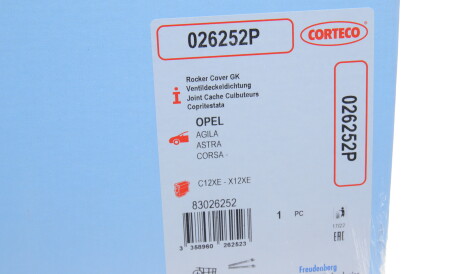 026252P
CORTECO
Rocker Cover GK
Ventildeckeldichtung
Joint Cache Culbuteurs
Copritestata
026252P
OPEL
AGILA
ASTRA
CORSA -
C12XE - X12XE
83026252
1 PC
3 358960 262523
EAC
Freudenberg